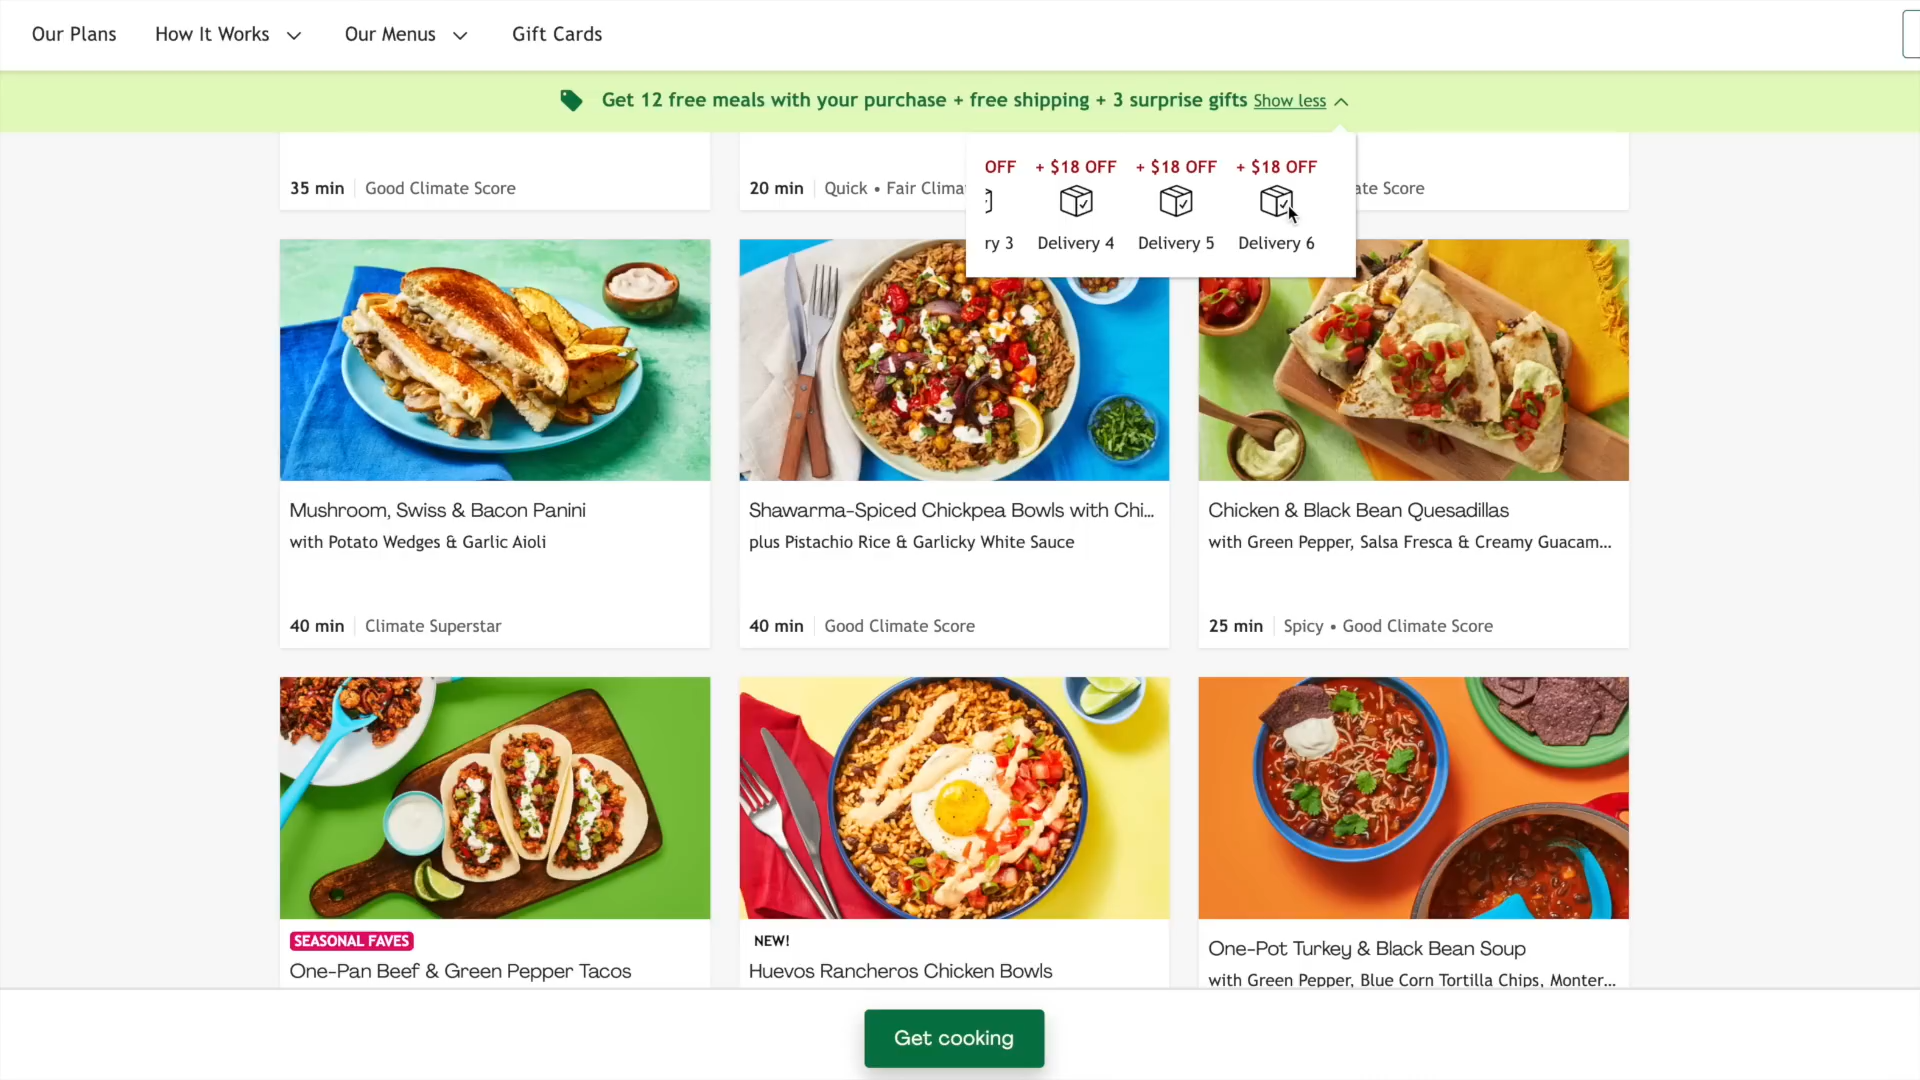 Our Plans How It Works Our Menus Gift Cards
Get 12 free meals with your purchase + free shipping + 3 surprise gifts Show less
OFF + $18 OFF + $18 OFF + $18 OFF
ry 3 Delivery 4 Delivery 5 Delivery 6
35 min Good Climate Score
20 min Quick • Fair Clima
ate Score
Mushroom, Swiss & Bacon Panini
with Potato Wedges & Garlic Aioli
40 min Climate Superstar
Shawarma-Spiced Chickpea Bowls with Chi...
plus Pistachio Rice & Garlicky White Sauce
40 min Good Climate Score
Chicken & Black Bean Quesadillas
with Green Pepper, Salsa Fresca & Creamy Guacam...
25 min Spicy • Good Climate Score
SEASONAL FAVES
One-Pan Beef & Green Pepper Tacos
NEW!
Huevos Rancheros Chicken Bowls
One-Pot Turkey & Black Bean Soup
with Green Pepper, Blue Corn Tortilla Chips, Monter...
Get cooking